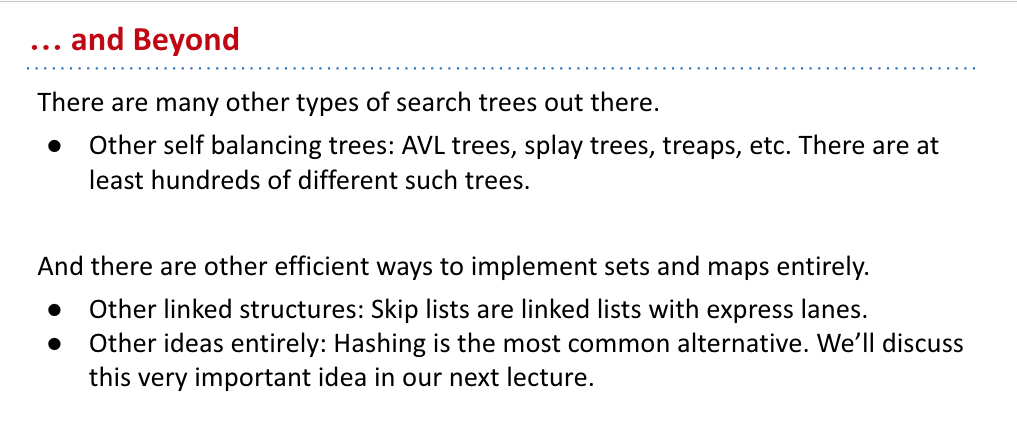 ... and Beyond
There are many other types of search trees out there.
● Other self balancing trees: AVL trees, splay trees, treaps, etc. There are at
least hundreds of different such trees.
And there are other efficient ways to implement sets and maps entirely.
● Other linked structures: Skip lists are linked lists with express lanes.
● Other ideas entirely: Hashing is the most common alternative. We’ll discuss
this very important idea in our next lecture.